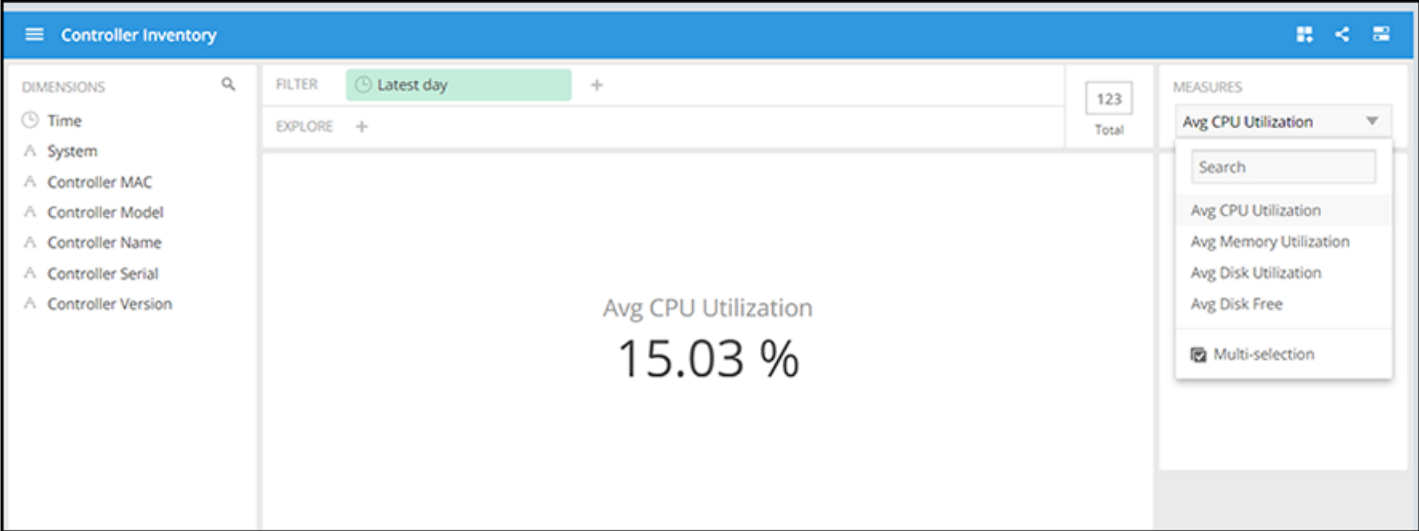 Controller Inventory
DIMENSIONS
Time
A System
A Controller MAC
A Controller Model
A Controller Name
A Controller Serial
A Controller Version
FILTER Latest day +
EXPLORE +
123
Total
MEASURES
Avg CPU Utilization
Search
Avg CPU Utilization
Avg Memory Utilization
Avg Disk Utilization
Avg Disk Free
Multi-selection
Avg CPU Utilization
15.03 %